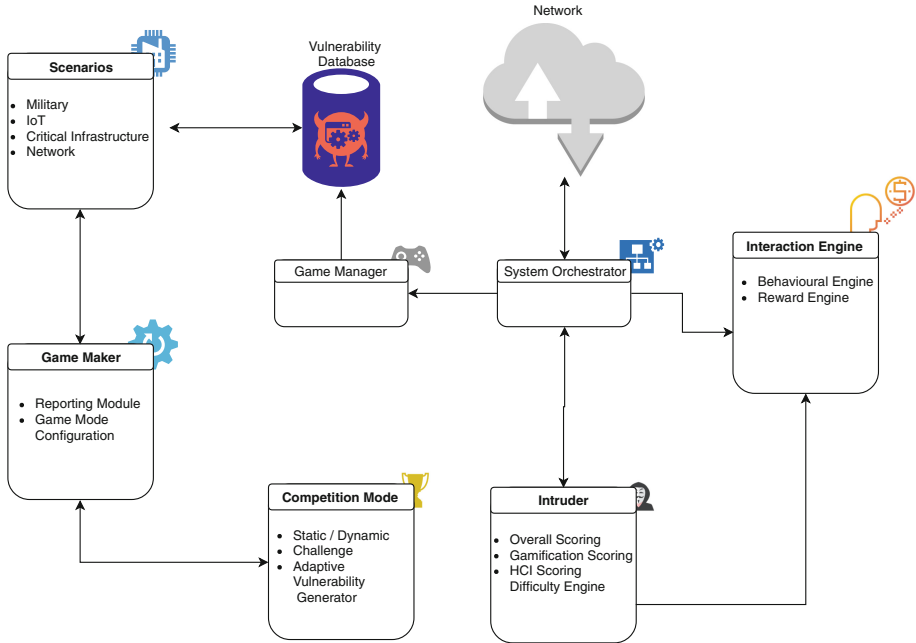 Network
Vulnerability
Database
Scenarios
• Military
• IoT
• Critical Infrastructure
• Network
Game Manager
System Orchestrator
Interaction Engine
• Behavioural Engine
• Reward Engine
Game Maker
• Reporting Module
• Game Mode
Configuration
Competition Mode
• Static / Dynamic
• Challenge
• Adaptive
Vulnerability
Generator
Intruder
• Overall Scoring
• Gamification Scoring
• HCI Scoring
Difficulty Engine